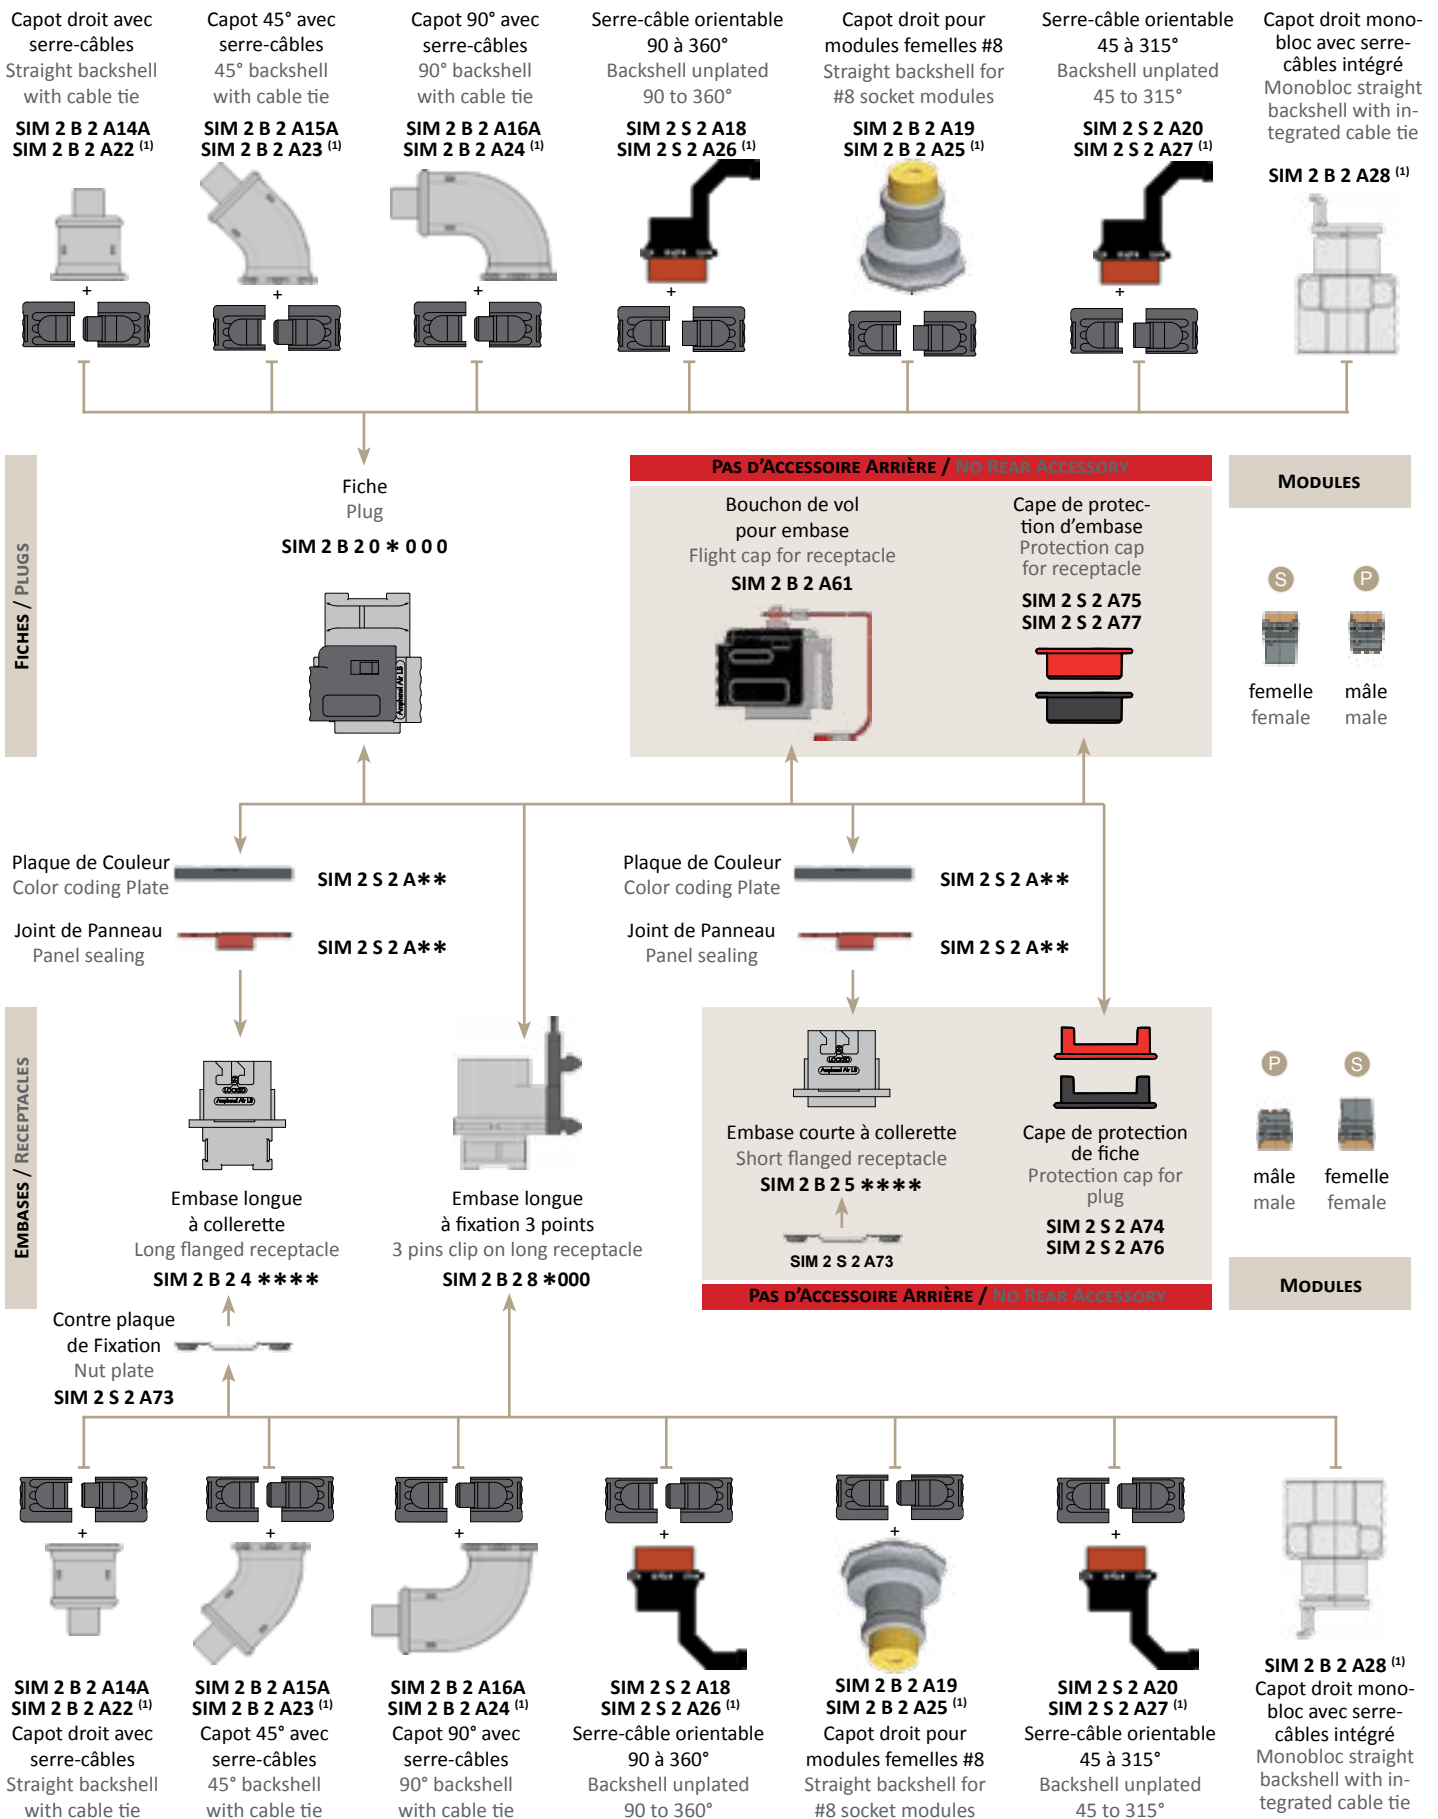 Capot droit avec
serre-câbles
Straight backshell
with cable tie
SIM 2 B 2 A14A
SIM 2 B 2 A22 (1)
Capot 45° avec
serre-câbles
45° backshell
with cable tie
SIM 2 B 2 A15A
SIM 2 B 2 A23 (1)
Capot 90° avec
serre-câbles
90° backshell
with cable tie
SIM 2 B 2 A16A
SIM 2 B 2 A24 (1)
Serre-câble orientable
90 à 360°
Backshell unplated
90 to 360°
SIM 2 S 2 A18
SIM 2 S 2 A26 (1)
Capot droit pour
modules femelles #8
Straight backshell for
#8 socket modules
SIM 2 B 2 A19
SIM 2 B 2 A25 (1)
Serre-câble orientable
45 à 315°
Backshell unplated
45 to 315°
SIM 2 S 2 A20
SIM 2 S 2 A27 (1)
Capot droit mono-
bloc avec serre-
câbles intégré
Monobloc straight
backshell with in-
tegrated cable tie
SIM 2 B 2 A28 (1)
+
+
+
+
+
+
FICHES / PLUGS
Fiche
Plug
SIM 2 B 2 0 * 0 0 0
Amphenol Air LB
PAS D'ACCESSOIRE ARRIÈRE / NO REAR ACCESSORY
Bouchon de vol
pour embase
Flight cap for receptacle
SIM 2 B 2 A61
Cape de protec-
tion d'embase
Protection cap
for receptacle
SIM 2 S 2 A75
SIM 2 S 2 A77
MODULES
S
P
femelle
female
mâle
male
Plaque de Couleur
Color coding Plate
SIM 2 S 2 A**
Joint de Panneau
Panel sealing
SIM 2 S 2 A**
Plaque de Couleur
Color coding Plate
SIM 2 S 2 A**
Joint de Panneau
Panel sealing
SIM 2 S 2 A**
EMBASES / RECEPTACLES
LOCKED
Amphenol Air LB
Embase longue
à collerette
Long flanged receptacle
SIM 2 B 2 4 ****
Embase longue
à fixation 3 points
3 pins clip on long receptacle
SIM 2 B 2 8 *000
LOCKED
Amphenol Air LB
Embase courte à collerette
Short flanged receptacle
SIM 2 B 2 5 ****
SIM 2 S 2 A73
Cape de protection
de fiche
Protection cap for
plug
SIM 2 S 2 A74
SIM 2 S 2 A76
PAS D'ACCESSOIRE ARRIÈRE / NO REAR ACCESSORY
P
S
mâle
male
femelle
female
MODULES
Contre plaque
de Fixation
Nut plate
SIM 2 S 2 A73
+
+
+
+
+
+
SIM 2 B 2 A14A
SIM 2 B 2 A22 (1)
Capot droit avec
serre-câbles
Straight backshell
with cable tie
SIM 2 B 2 A15A
SIM 2 B 2 A23 (1)
Capot 45° avec
serre-câbles
45° backshell
with cable tie
SIM 2 B 2 A16A
SIM 2 B 2 A24 (1)
Capot 90° avec
serre-câbles
90° backshell
with cable tie
SIM 2 S 2 A18
SIM 2 S 2 A26 (1)
Serre-câble orientable
90 à 360°
Backshell unplated
90 to 360°
SIM 2 B 2 A19
SIM 2 B 2 A25 (1)
Capot droit pour
modules femelles #8
Straight backshell for
#8 socket modules
SIM 2 S 2 A20
SIM 2 S 2 A27 (1)
Serre-câble orientable
45 à 315°
Backshell unplated
45 to 315°
SIM 2 B 2 A28 (1)
Capot droit mono-
bloc avec serre-
câbles intégré
Monobloc straight
backshell with in-
tegrated cable tie